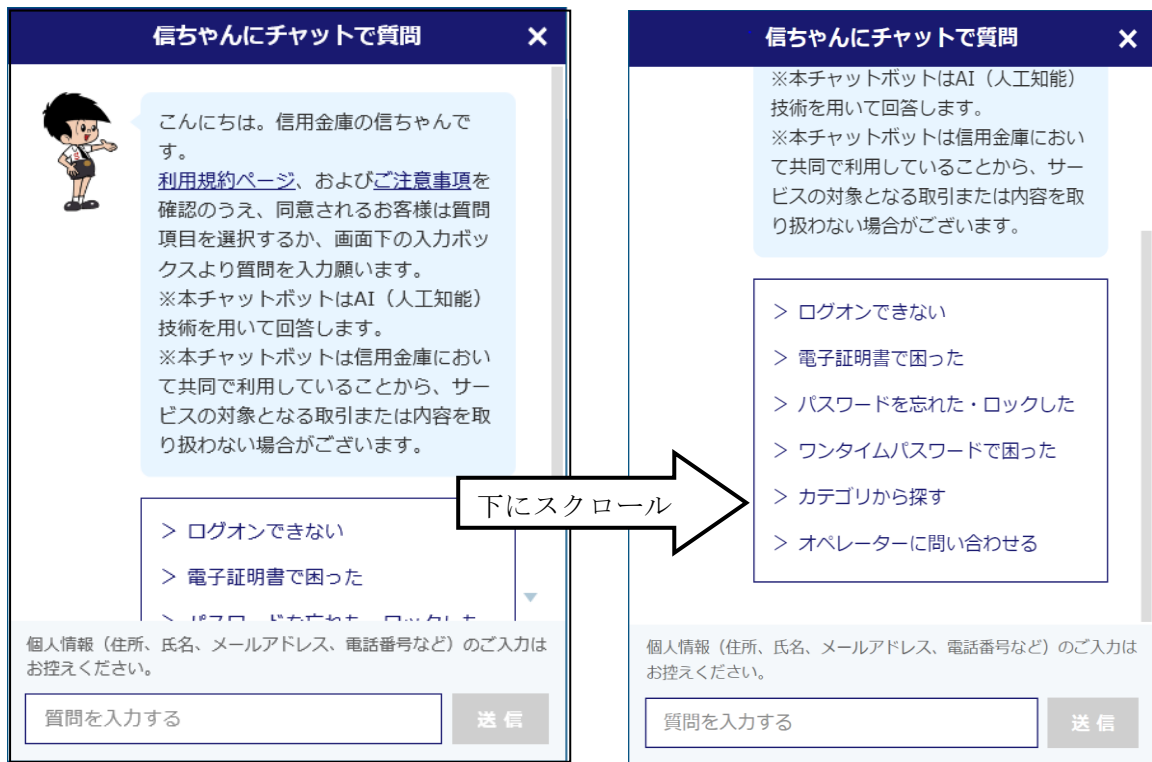 信ちゃんにチャットで質問 ×
こんにちは。信用金庫の信ちゃんで
す。
利用規約ページ、およびご注意事項を
確認のうえ、同意されるお客様は質問
項目を選択するか、画面下の入力ボッ
クスより質問を入力願います。
※本チャットボットはAI（人工知能）
技術を用いて回答します。
※本チャットボットは信用金庫におい
て共同で利用していることから、サー
ビスの対象となる取引または内容を取
り扱わない場合がございます。
＞ ログオンできない
＞ 電子証明書で困った
＞ パスワードを忘れた・ロックした
個人情報（住所、氏名、メールアドレス、電話番号など）のご入力は
お控えください。
質問を入力する
送信
下にスクロール
信ちゃんにチャットで質問 ×
※本チャットボットはAI（人工知能）
技術を用いて回答します。
※本チャットボットは信用金庫におい
て共同で利用していることから、サー
ビスの対象となる取引または内容を取
り扱わない場合がございます。
＞ ログオンできない
＞ 電子証明書で困った
＞ パスワードを忘れた・ロックした
＞ ワンタイムパスワードで困った
＞ カテゴリから探す
＞ オペレーターに問い合わせる
個人情報（住所、氏名、メールアドレス、電話番号など）のご入力は
お控えください。
質問を入力する
送信